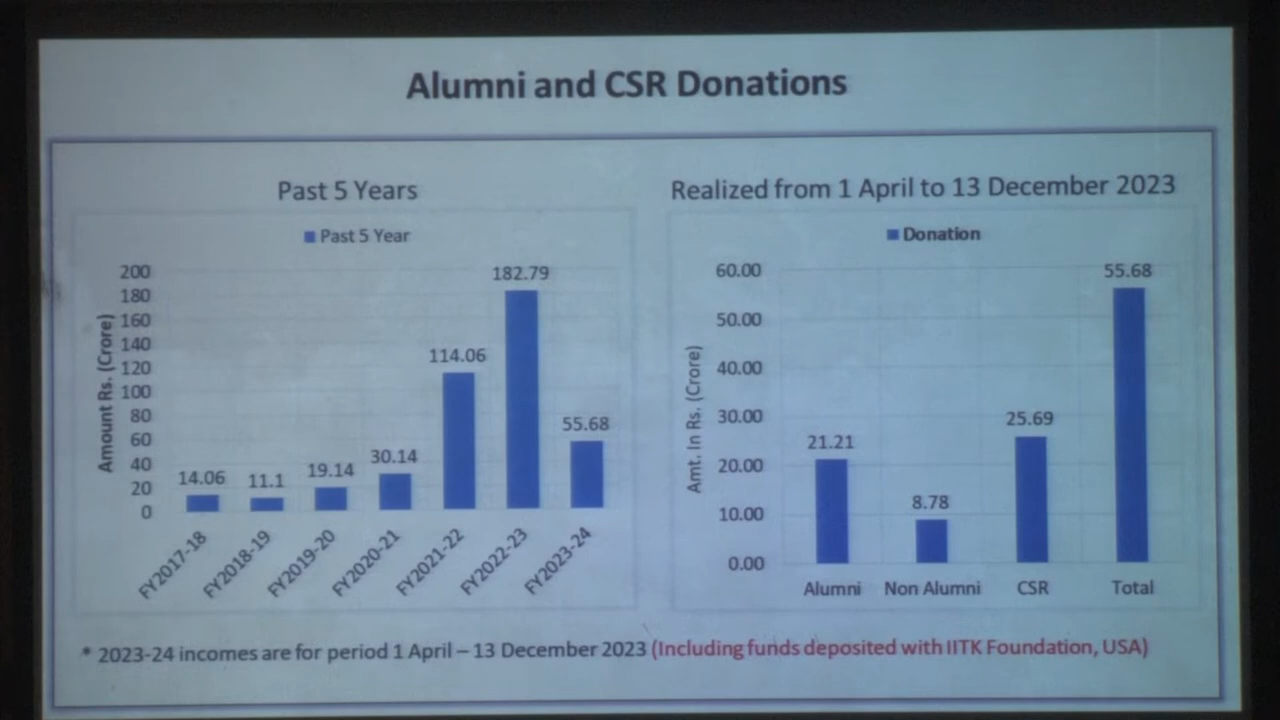 Alumni and CSR Donations
Past 5 Years
Past 5 Year
Amount Rs. (Crore)
200
180
160
140
120
100
80
60
40
20
0
14.06
11.1
19.14
30.14
114.06
182.79
55.68
FY2017-18
FY2018-19
FY2019-20
FY2020-21
FY2021-22
FY2022-23
FY2023-24
Realized from 1 April to 13 December 2023
Donation
Amt. In Rs. (Crore)
60.00
50.00
40.00
30.00
20.00
10.00
0.00
21.21
8.78
25.69
55.68
Alumni
Non Alumni
CSR
Total
* 2023-24 incomes are for period 1 April – 13 December 2023 (Including funds deposited with IITK Foundation, USA)